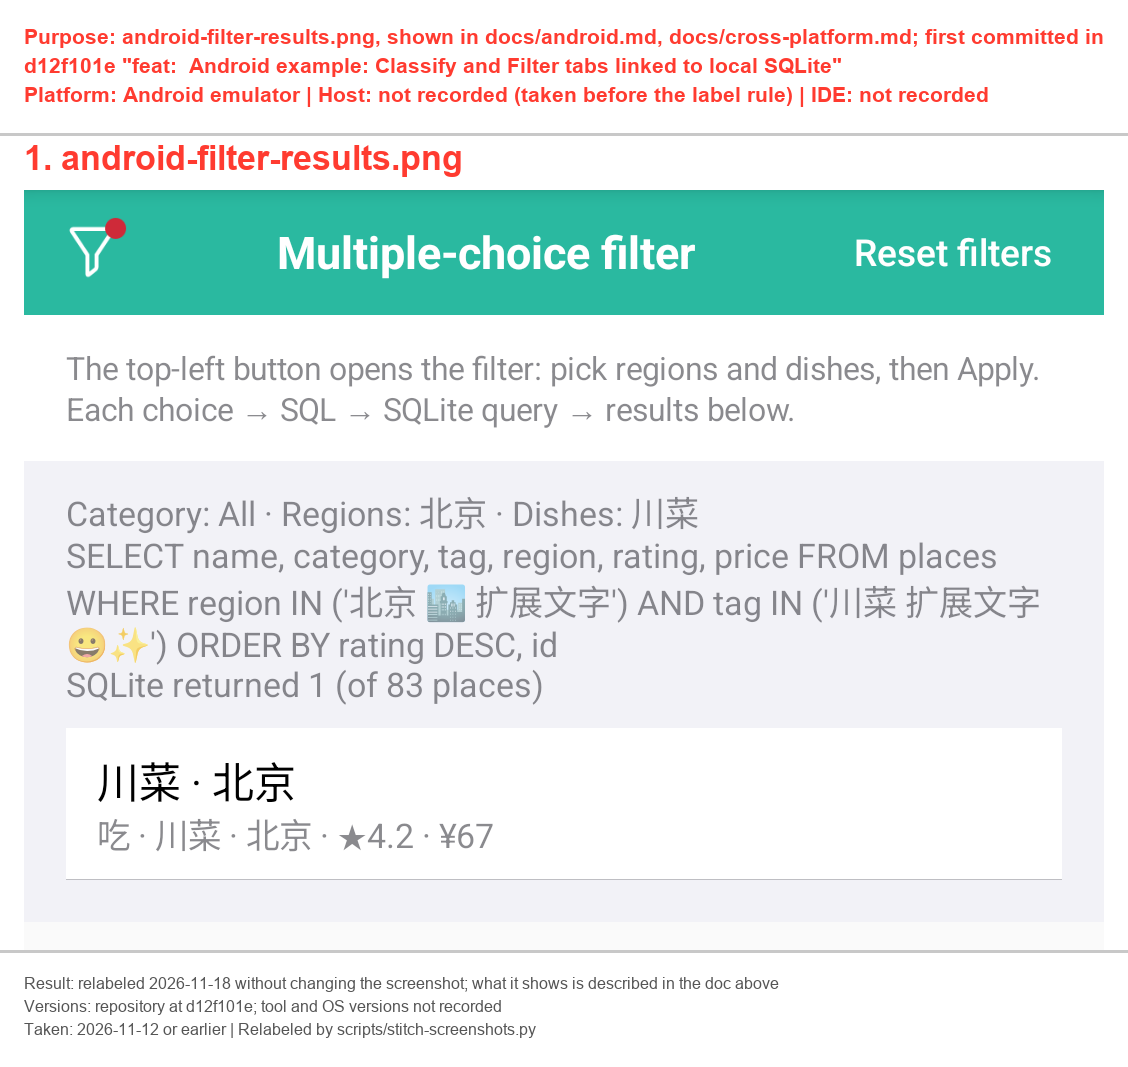 Purpose: android-filter-results.png, shown in docs/android.md, docs/cross-platform.md; first committed in
d12f101e "feat:  Android example: Classify and Filter tabs linked to local SQLite"
Platform: Android emulator | Host: not recorded (taken before the label rule) | IDE: not recorded
1. android-filter-results.png
Multiple-choice filter
Reset filters
The top-left button opens the filter: pick regions and dishes, then Apply.
Each choice → SQL → SQLite query → results below.
Category: All · Regions: 北京 · Dishes: 川菜
SELECT name, category, tag, region, rating, price FROM places
WHERE region IN ('北京 🏙️ 扩展文字') AND tag IN ('川菜 扩展文字
😀✨') ORDER BY rating DESC, id
SQLite returned 1 (of 83 places)
川菜 · 北京
吃 · 川菜 · 北京 · ★4.2 · ¥67
Result: relabeled 2026-11-18 without changing the screenshot; what it shows is described in the doc above
Versions: repository at d12f101e; tool and OS versions not recorded
Taken: 2026-11-12 or earlier | Relabeled by scripts/stitch-screenshots.py